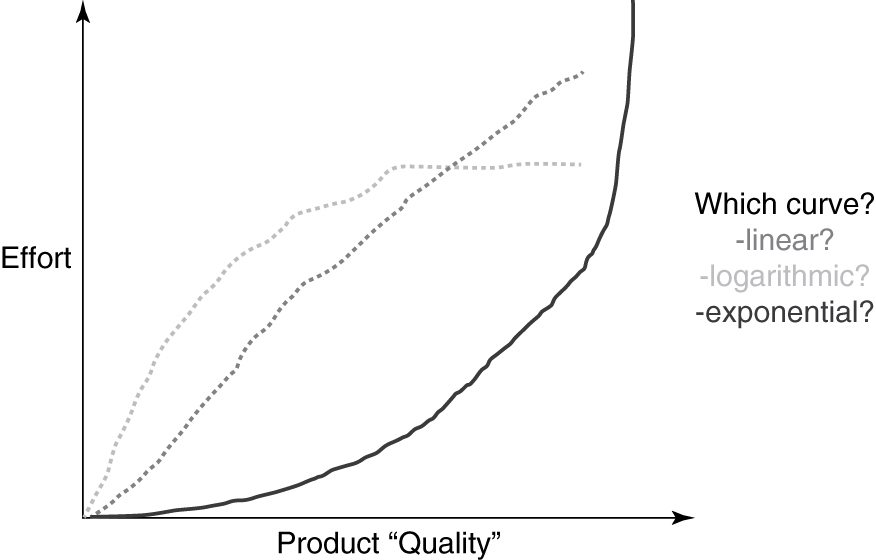 Effort
Which curve?
-linear?
-logarithmic?
-exponential?
Product “Quality”